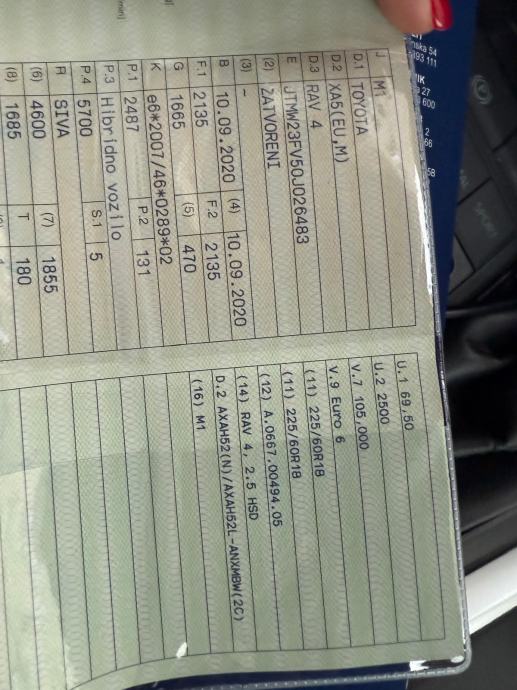 J M1
D.1 TOYOTA
D.2 XA5(EU,M)
D.3 RAV 4
E JTMW23FV50J026483
(2) ZATVORENI
(3) -
B 10.09.2020 (4) 10.09.2020
F.1 2135 F.2 2135
G 1665 (5) 470
K e6*2007/46*0289*02
P.1 2487 P.2 131
P.3 Hibridno vozilo
P.4 5700 S.1 5
R SIVA
(6) 4600 (7) 1855
(8) 1685 T 180
U.1 69,50
U.2 2500
V.7 105,000
V.9 Euro 6
(11) 225/60R18
(11) 225/60R18
(12) A.0667.00494.05
(14) RAV 4, 2.5 HSD
D.2 AXAH52(N)/AXAH52L-ANXMBW(2C)
(16) M1